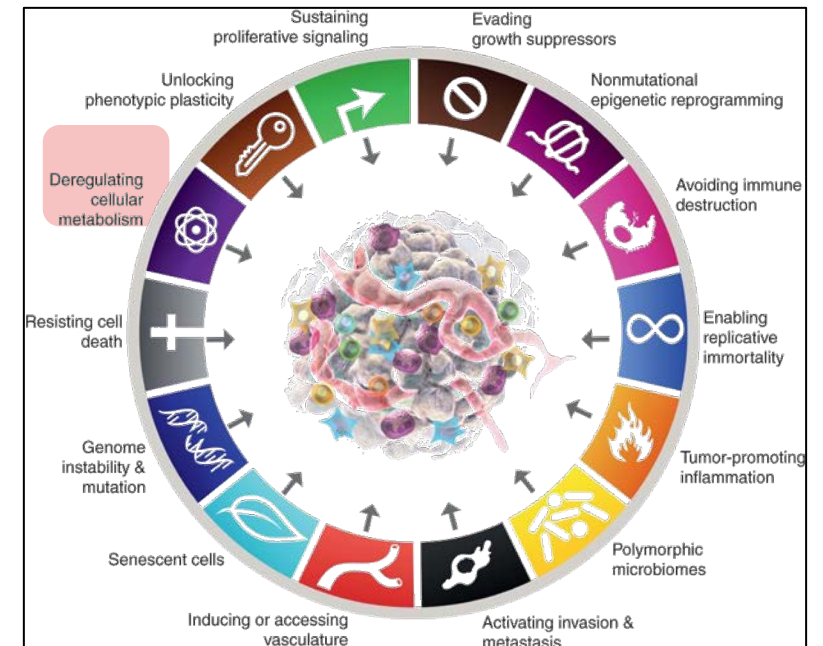 Sustaining
proliferative signaling
Evading
growth suppressors
Nonmutational
epigenetic reprogramming
Avoiding immune
destruction
Enabling
replicative
immortality
Tumor-promoting
inflammation
Polymorphic
microbiomes
Activating invasion &
metastasis
Inducing or accessing
vasculature
Senescent cells
Genome
instability &
mutation
Resisting cell
death
Deregulating
cellular
metabolism
Unlocking
phenotypic plasticity